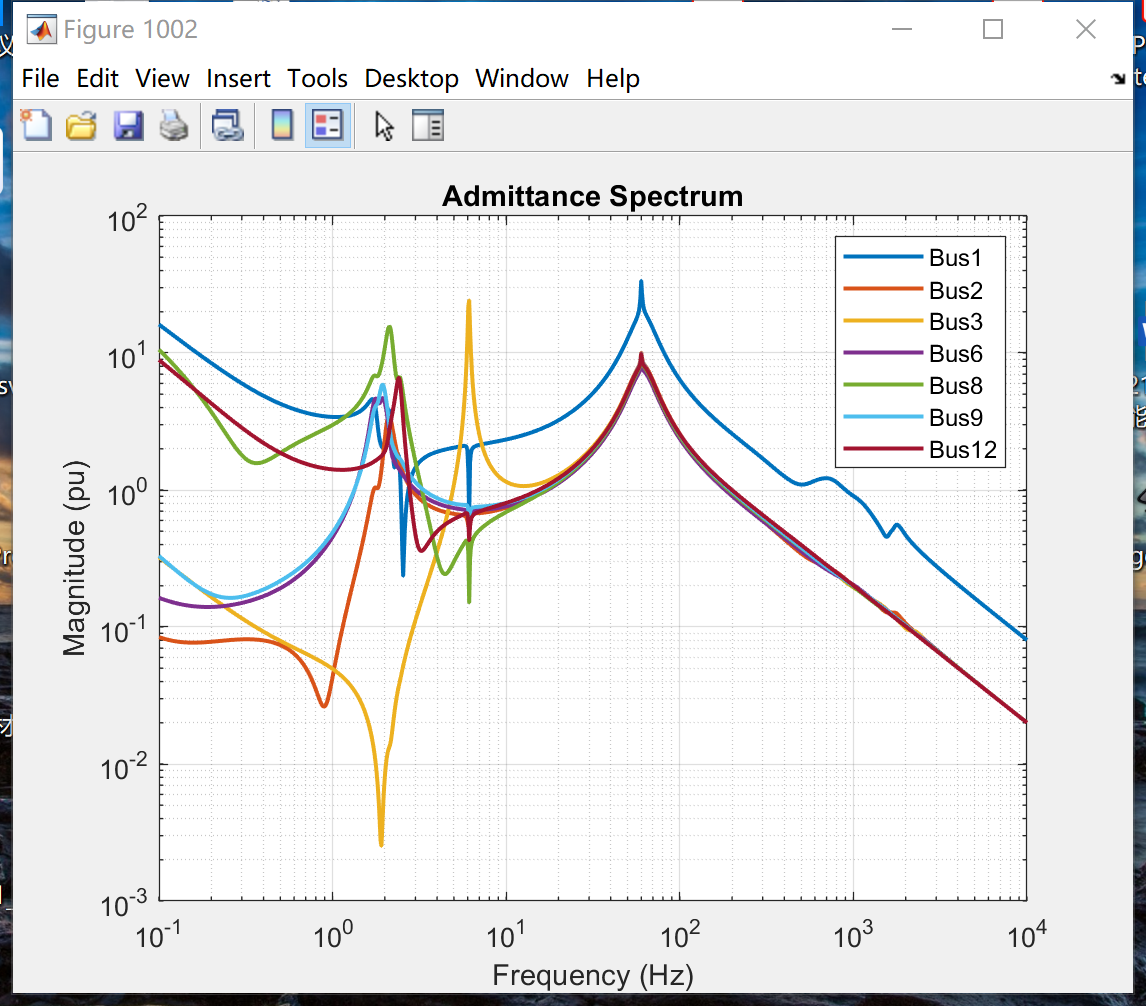 Figure 1002
File Edit View Insert Tools Desktop Window Help
Admittance Spectrum
10^2
10^1
10^0
10^-1
10^-2
10^-3
Magnitude (pu)
Bus1
Bus2
Bus3
Bus6
Bus8
Bus9
Bus12
10^-1 10^0 10^1 10^2 10^3 10^4
Frequency (Hz)